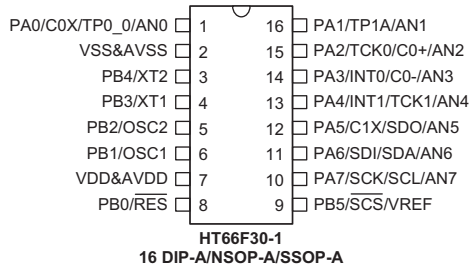 PA0/C0X/TP0_0/AN0 1 16 PA1/TP1A/AN1
VSS&AVSS 2 15 PA2/TCK0/C0+/AN2
PB4/XT2 3 14 PA3/INT0/C0-/AN3
PB3/XT1 4 13 PA4/INT1/TCK1/AN4
PB2/OSC2 5 12 PA5/C1X/SDO/AN5
PB1/OSC1 6 11 PA6/SDI/SDA/AN6
VDD&AVDD 7 10 PA7/SCK/SCL/AN7
PB0/RES 8 9 PB5/SCS/VREF
HT66F30-1
16 DIP-A/NSOP-A/SSOP-A